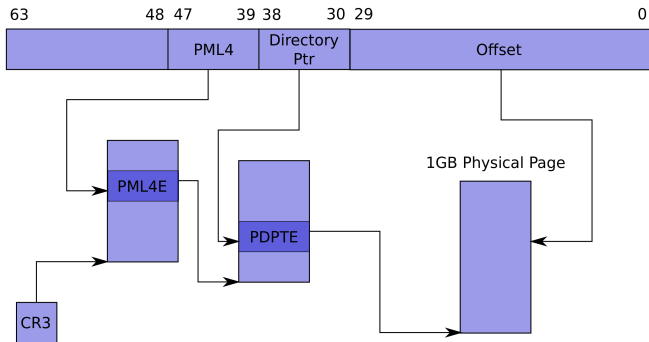 63 48 47 39 38 30 29 0
PML4
Directory
Ptr
Offset
1GB Physical Page
PML4E
PDPTE
CR3